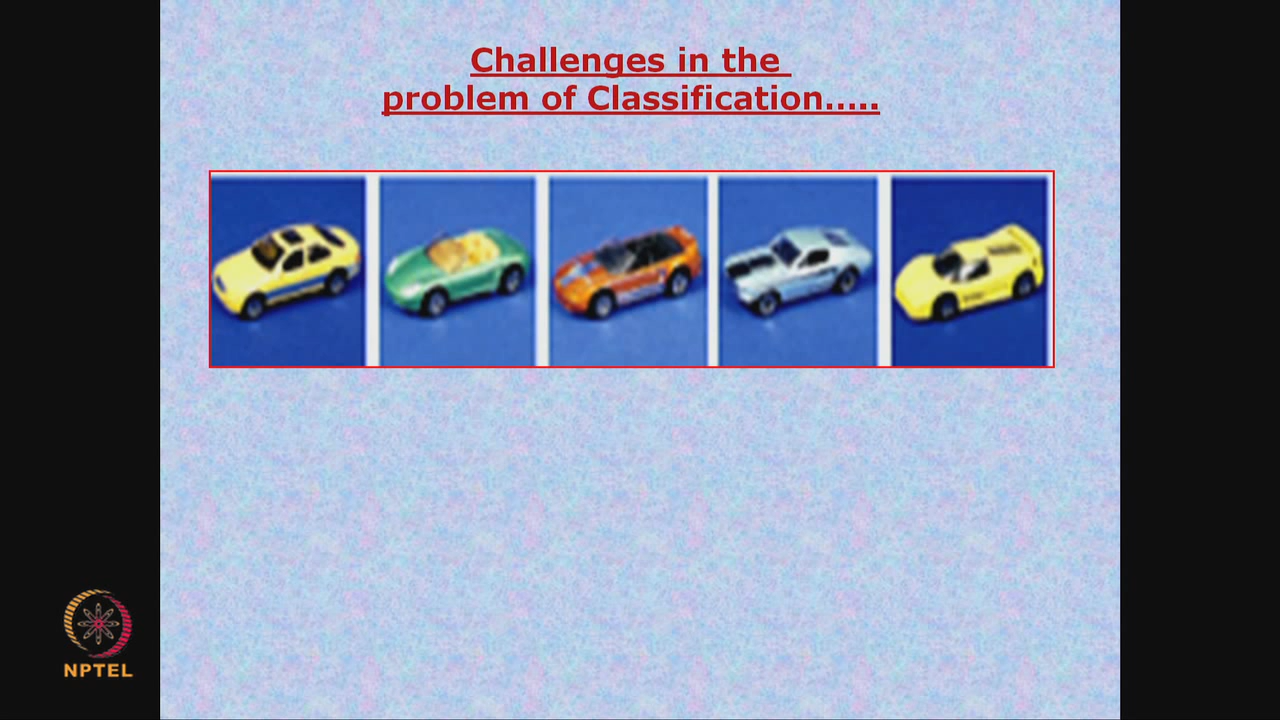 Challenges in the
problem of Classification.....
NPTEL